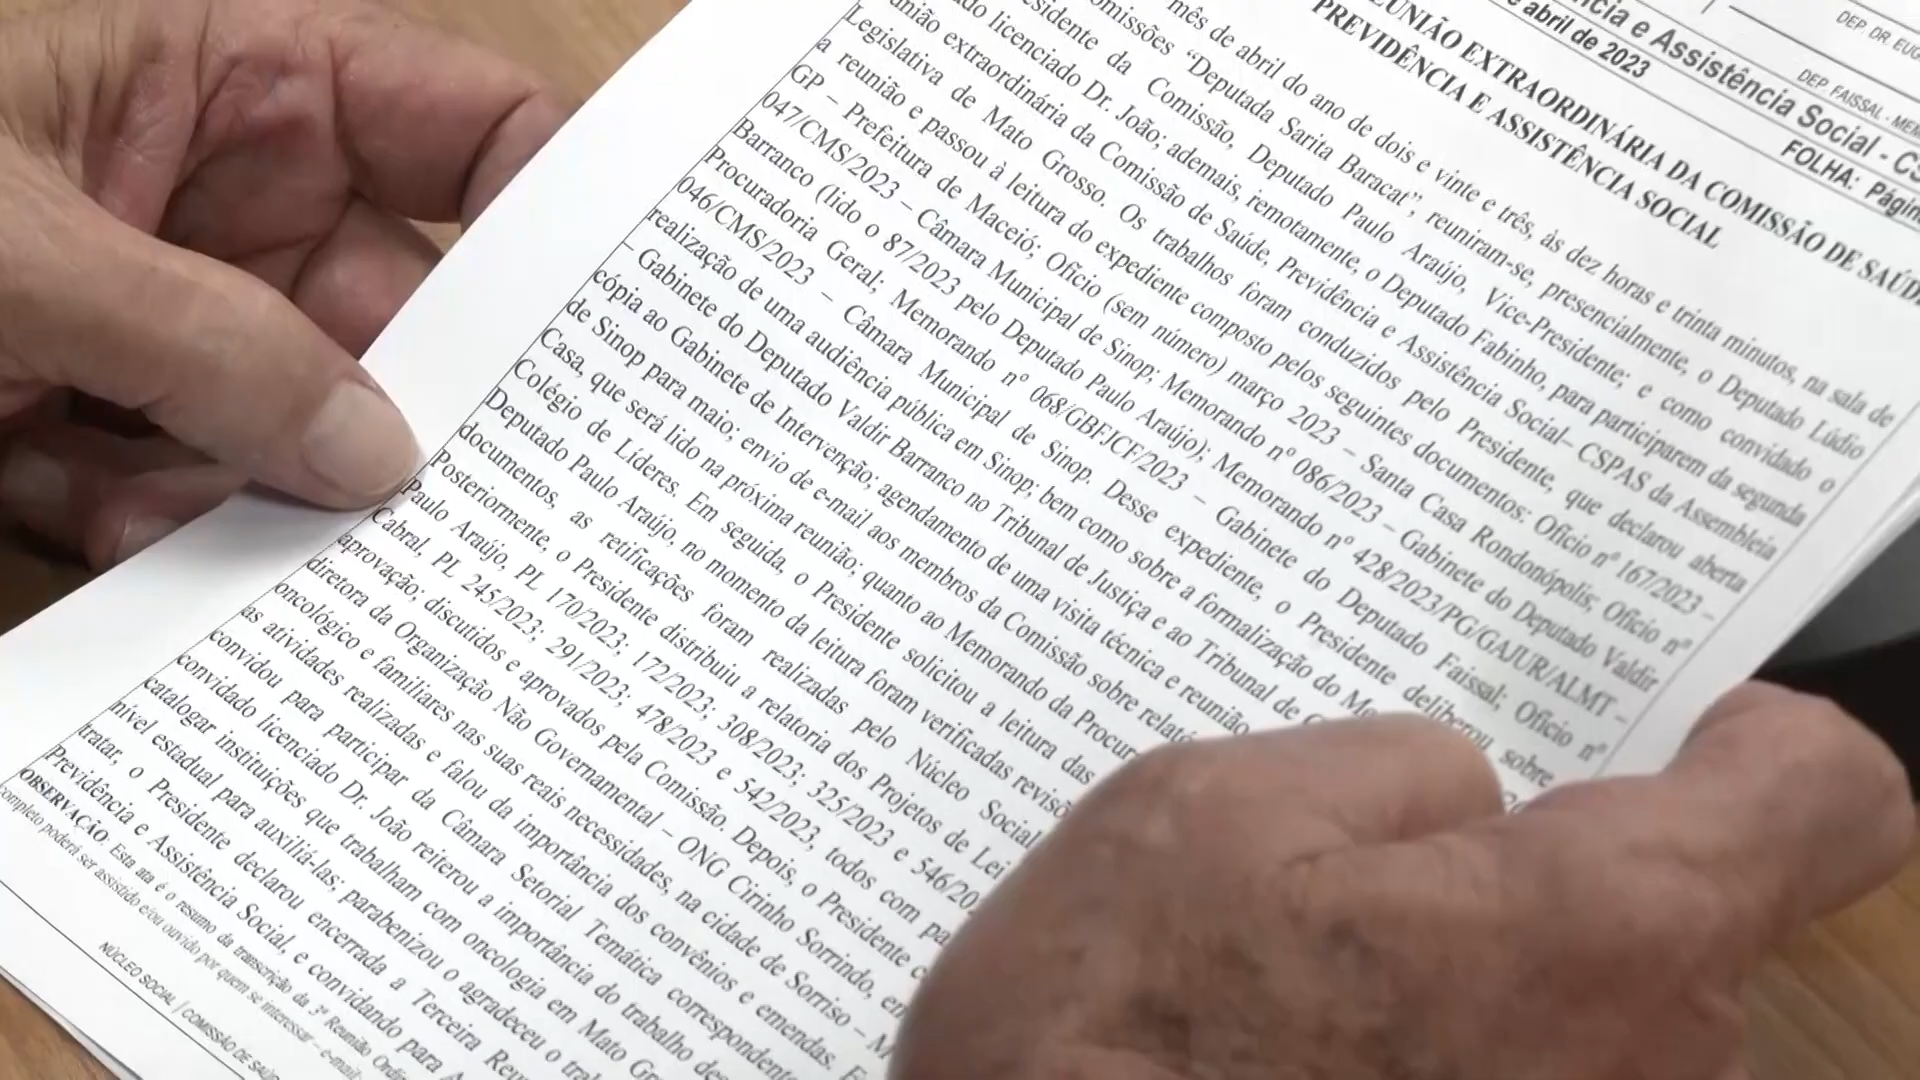 DEP. DR. EUG
DEP. FAISSAL - MEM
ncia e Assistência Social - CS
abril de 2023
FOLHA: Págin
EUNIÃO EXTRAORDINÁRIA DA COMISSÃO DE SAÚD
PREVIDÊNCIA E ASSISTÊNCIA SOCIAL
mês de abril do ano de dois e vinte e três, às dez horas e trinta minutos, na sala de
omissões “Deputada Sarita Baracat”, reuniram-se, presencialmente, o Deputado Lúdio
sidente da Comissão, Deputado Paulo Araújo, Vice-Presidente; e como convidado o
do licenciado Dr. João; ademais, remotamente, o Deputado Fabinho, para participarem da segunda
união extraordinária da Comissão de Saúde, Previdência e Assistência Social– CSPAS da Assembleia
Legislativa de Mato Grosso. Os trabalhos foram conduzidos pelo Presidente, que declarou aberta
a reunião e passou à leitura do expediente composto pelos seguintes documentos: Ofício nº 167/2023 –
GP – Prefeitura de Maceió; Ofício (sem número) março 2023 – Santa Casa Rondonópolis; Ofício nº
047/CMS/2023 – Câmara Municipal de Sinop; Memorando nº 086/2023 – Gabinete do Deputado Valdir
Barranco (lido o 87/2023 pelo Deputado Paulo Araújo); Memorando nº 428/2023/PG/GAJUR/ALMT –
Procuradoria Geral; Memorando nº 068/GBFJCF/2023 – Gabinete do Deputado Faissal; Ofício nº
046/CMS/2023 – Câmara Municipal de Sinop. Desse expediente, o Presidente deliberou sobre
realização de uma audiência pública em Sinop; bem como sobre a formalização do Me
– Gabinete do Deputado Valdir Barranco no Tribunal de Justiça e ao Tribunal de C
cópia ao Gabinete de Intervenção; agendamento de uma visita técnica e reunião
de Sinop para maio; envio de e-mail aos membros da Comissão sobre relató
Casa, que será lido na próxima reunião; quanto ao Memorando da Procur
Colégio de Líderes. Em seguida, o Presidente solicitou a leitura das
Deputado Paulo Araújo, no momento da leitura foram verificadas revisõ
documentos, as retificações foram realizadas pelo Núcleo Social
Posteriormente, o Presidente distribuiu a relatoria dos Projetos de Lei
Paulo Araújo, PL 170/2023; 172/2023; 308/2023; 325/2023 e 546/20
Cabral, PL 245/2023; 291/2023; 478/2023 e 542/2023, todos com pa
aprovação; discutidos e aprovados pela Comissão. Depois, o Presidente c
diretora da Organização Não Governamental – ONG Cirinho Sorrindo, en
oncológico e familiares nas suas reais necessidades, na cidade de Sorriso – M
as atividades realizadas e falou da importância dos convênios e emendas. E
convidou para participar da Câmara Setorial Temática correspondent
convidado licenciado Dr. João reiterou a importância do trabalho des
catalogar instituições que trabalham com oncologia em Mato Gr
nível estadual para auxiliá-las; parabenizou o agradeceu o tra
tratar, o Presidente declarou encerrada a Terceira Reu
Previdência e Assistência Social, e convidando para A
OBSERVAÇÃO: Esta ata é o resumo da transcrição da 3ª Reunião Ordin
completo poderá ser assistido e/ou ouvido por quem se interessar – e-mail:
NÚCLEO SOCIAL | COMISSÃO DE SAÚ